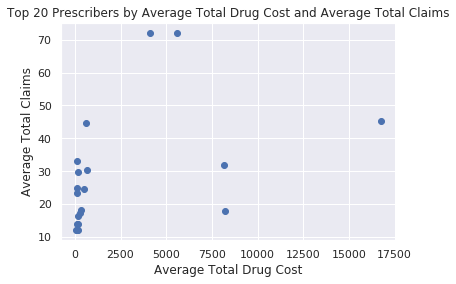 Top 20 Prescribers by Average Total Drug Cost and Average Total Claims
70
60
50
40
30
20
10
Average Total Claims
0 2500 5000 7500 10000 12500 15000 17500
Average Total Drug Cost